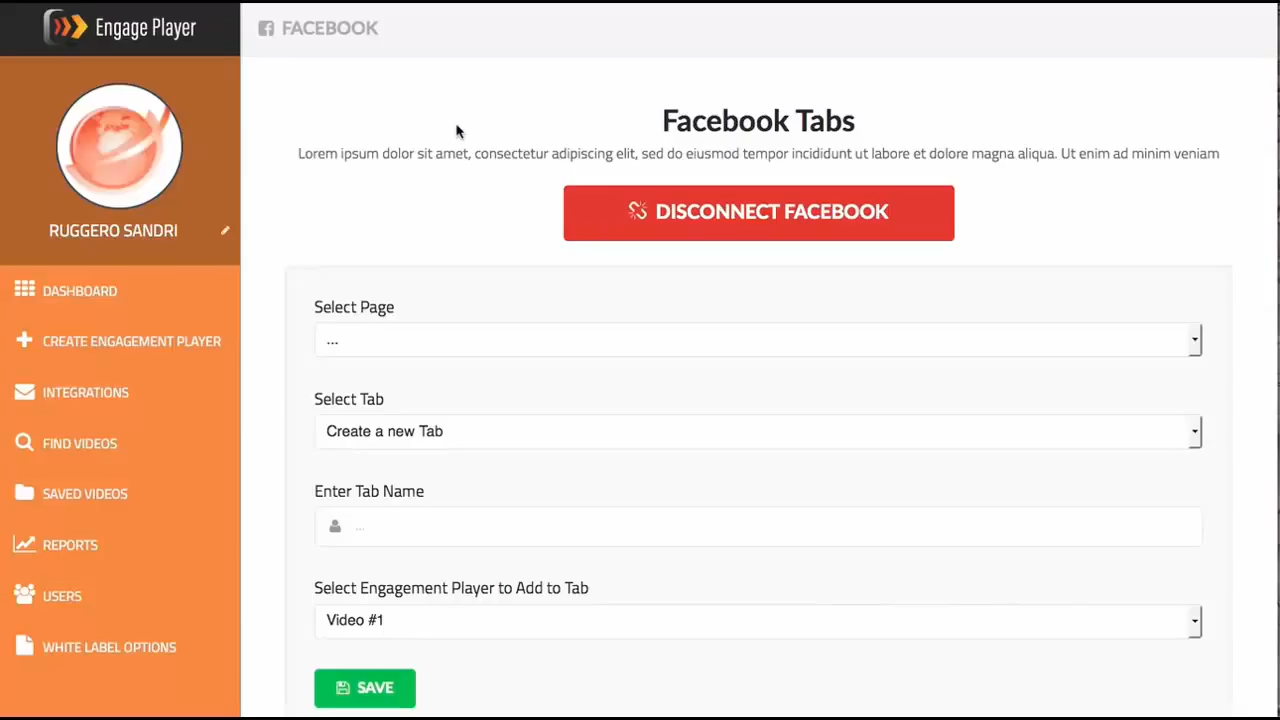 Engage Player
FACEBOOK
RUGGERO SANDRI
DASHBOARD
CREATE ENGAGEMENT PLAYER
INTEGRATIONS
FIND VIDEOS
SAVED VIDEOS
REPORTS
USERS
WHITE LABEL OPTIONS
Facebook Tabs
Lorem ipsum dolor sit amet, consectetur adipiscing elit, sed do eiusmod tempor incididunt ut labore et dolore magna aliqua. Ut enim ad minim veniam
DISCONNECT FACEBOOK
Select Page
...
Select Tab
Create a new Tab
Enter Tab Name
...
Select Engagement Player to Add to Tab
Video #1
SAVE